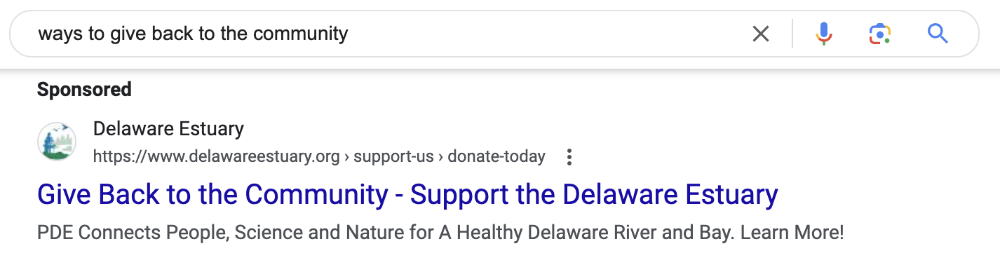 ways to give back to the community
Sponsored
Delaware Estuary
https://www.delawareestuary.org › support-us › donate-today
Give Back to the Community - Support the Delaware Estuary
PDE Connects People, Science and Nature for A Healthy Delaware River and Bay. Learn More!